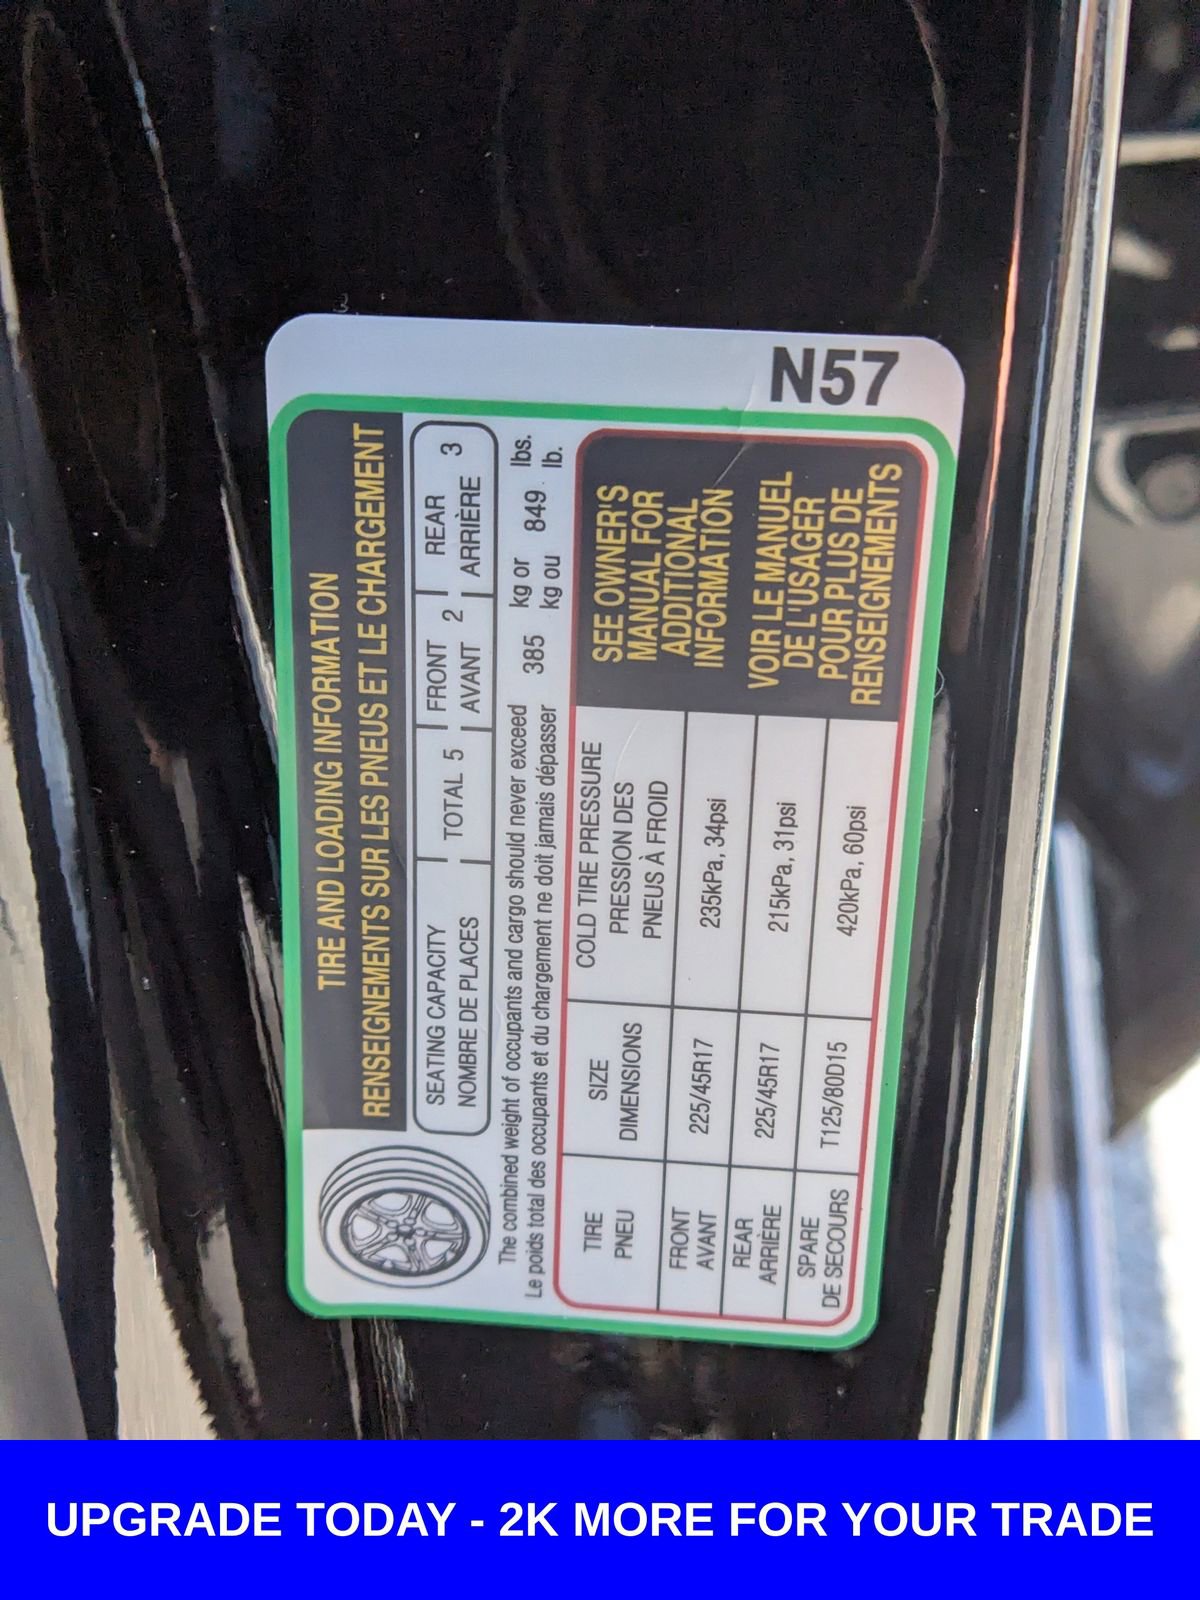 TIRE AND LOADING INFORMATION
RENSEIGNEMENTS SUR LES PNEUS ET LE CHARGEMENT
SEATING CAPACITY
NOMBRE DE PLACES
TOTAL 5
FRONT
AVANT 2
REAR
ARRIÈRE 3
The combined weight of occupants and cargo should never exceed 385 kg or 849 lbs.
Le poids total des occupants et du chargement ne doit jamais dépasser kg ou lb.
TIRE
PNEU
SIZE
DIMENSIONS
COLD TIRE PRESSURE
PRESSION DES
PNEUS À FROID
FRONT
AVANT
225/45R17
235kPa, 34psi
REAR
ARRIÈRE
225/45R17
215kPa, 31psi
SPARE
DE SECOURS
T125/80D15
420kPa, 60psi
SEE OWNER'S
MANUAL FOR
ADDITIONAL
INFORMATION
VOIR LE MANUEL
DE L'USAGER
POUR PLUS DE
RENSEIGNEMENTS
N57
UPGRADE TODAY - 2K MORE FOR YOUR TRADE